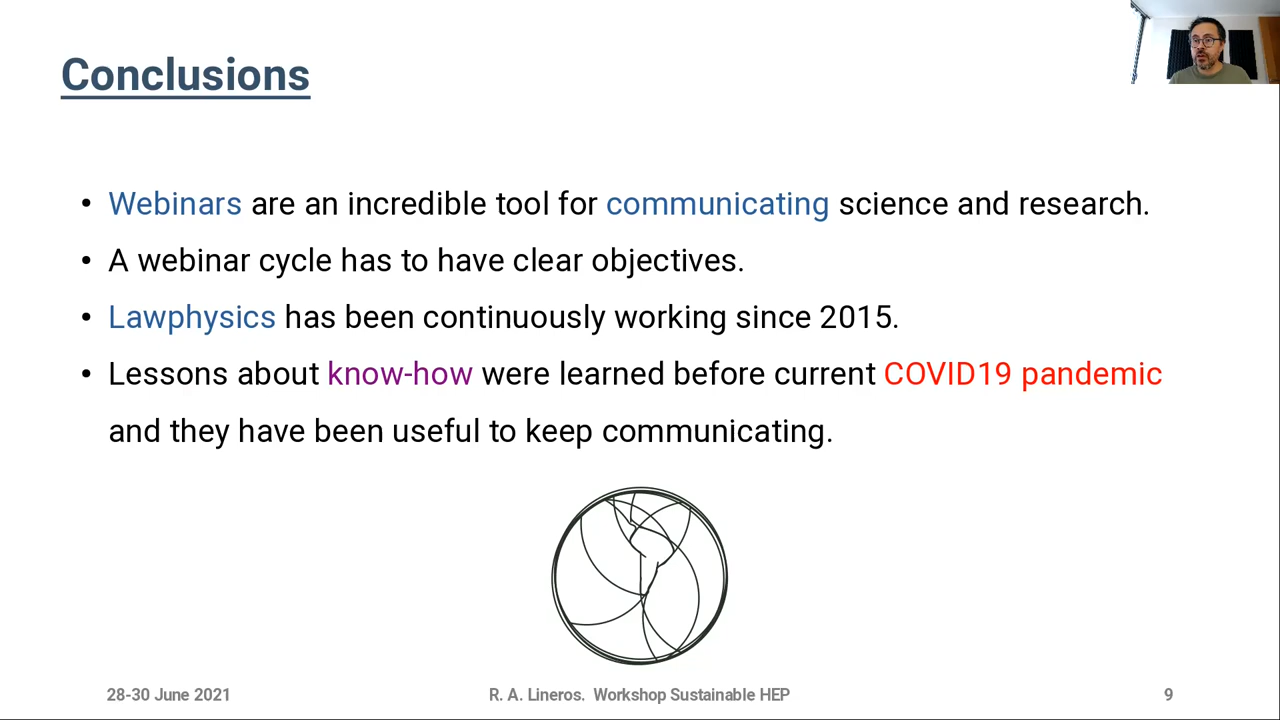 Conclusions
• Webinars are an incredible tool for communicating science and research.
• A webinar cycle has to have clear objectives.
• Lawphysics has been continuously working since 2015.
• Lessons about know-how were learned before current COVID19 pandemic
and they have been useful to keep communicating.
28-30 June 2021 R. A. Lineros. Workshop Sustainable HEP 9